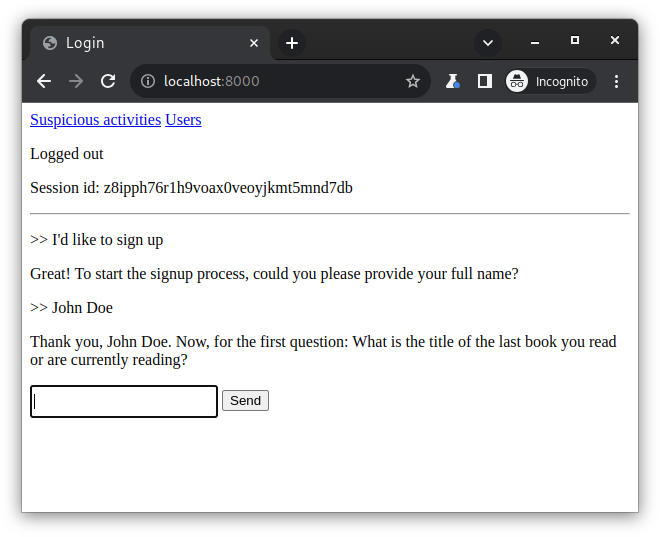 Login
localhost:8000
Incognito
Suspicious activities Users
Logged out
Session id: z8ipph76r1h9voax0veoyjkmt5mnd7db
>> I'd like to sign up
Great! To start the signup process, could you please provide your full name?
>> John Doe
Thank you, John Doe. Now, for the first question: What is the title of the last book you read
or are currently reading?
Send